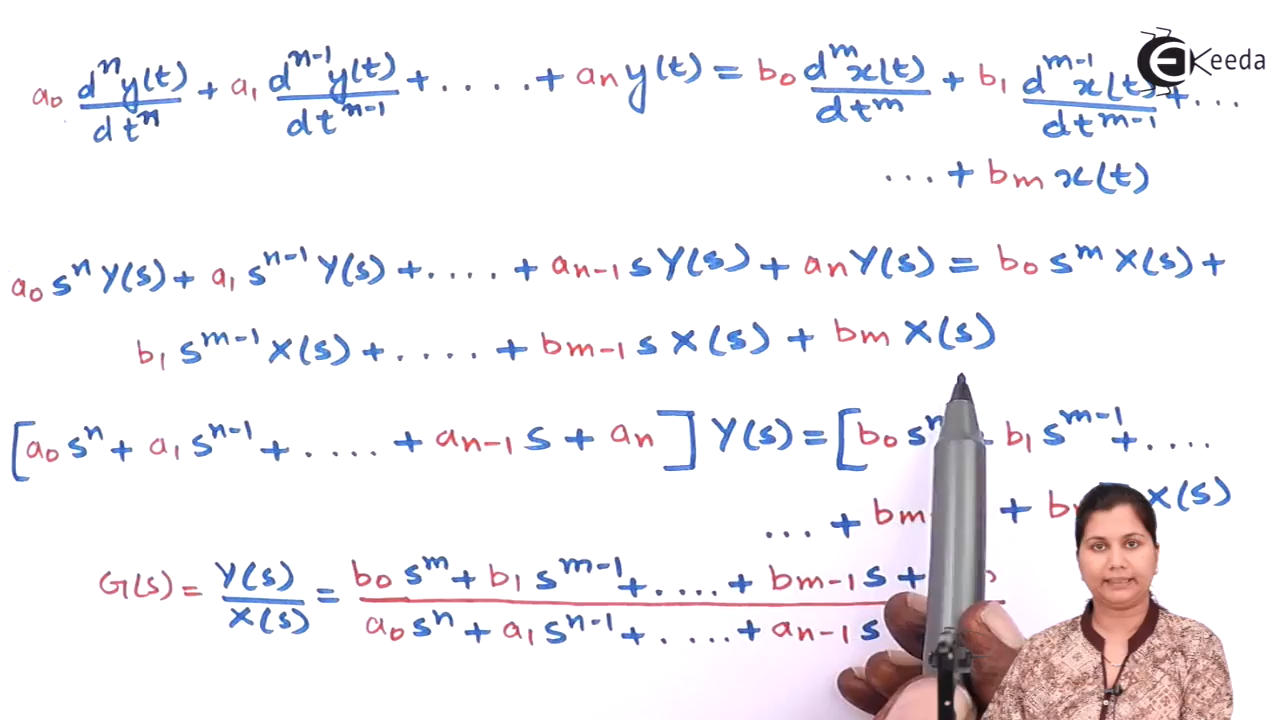 a₀ dⁿy(t)/dtⁿ + a₁ dⁿ⁻¹y(t)/dtⁿ⁻¹ + ..... + aₙ y(t) = b₀ dᵐx(t)/dtᵐ + b₁ dᵐ⁻¹x(t)/dtᵐ⁻¹ + ...
... + bₘ x(t)
a₀ sⁿ Y(s) + a₁ sⁿ⁻¹ Y(s) + ..... + aₙ₋₁ s Y(s) + aₙ Y(s) = b₀ sᵐ X(s) +
b₁ sᵐ⁻¹ X(s) + ..... + bₘ₋₁ s X(s) + bₘ X(s)
[a₀ sⁿ + a₁ sⁿ⁻¹ + ..... + aₙ₋₁ s + aₙ] Y(s) = [b₀ s b₁ sᵐ⁻¹ + ....
... + bₘ + X(s)
G(s) = Y(s)/X(s) = b₀ sᵐ + b₁ sᵐ⁻¹ + ..... + bₘ₋₁ s + / a₀ sⁿ + a₁ sⁿ⁻¹ + ..... + aₙ₋₁ s
EKeeda